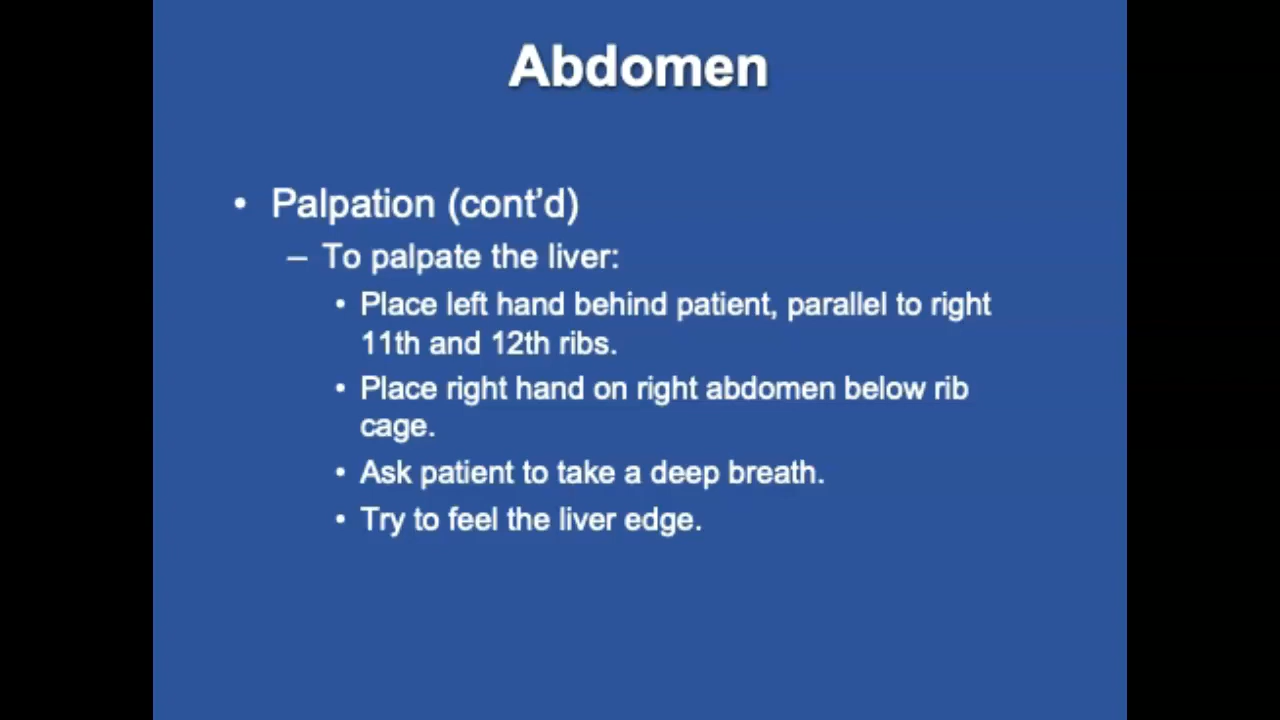 Abdomen
• Palpation (cont’d)
– To palpate the liver:
• Place left hand behind patient, parallel to right
11th and 12th ribs.
• Place right hand on right abdomen below rib
cage.
• Ask patient to take a deep breath.
• Try to feel the liver edge.